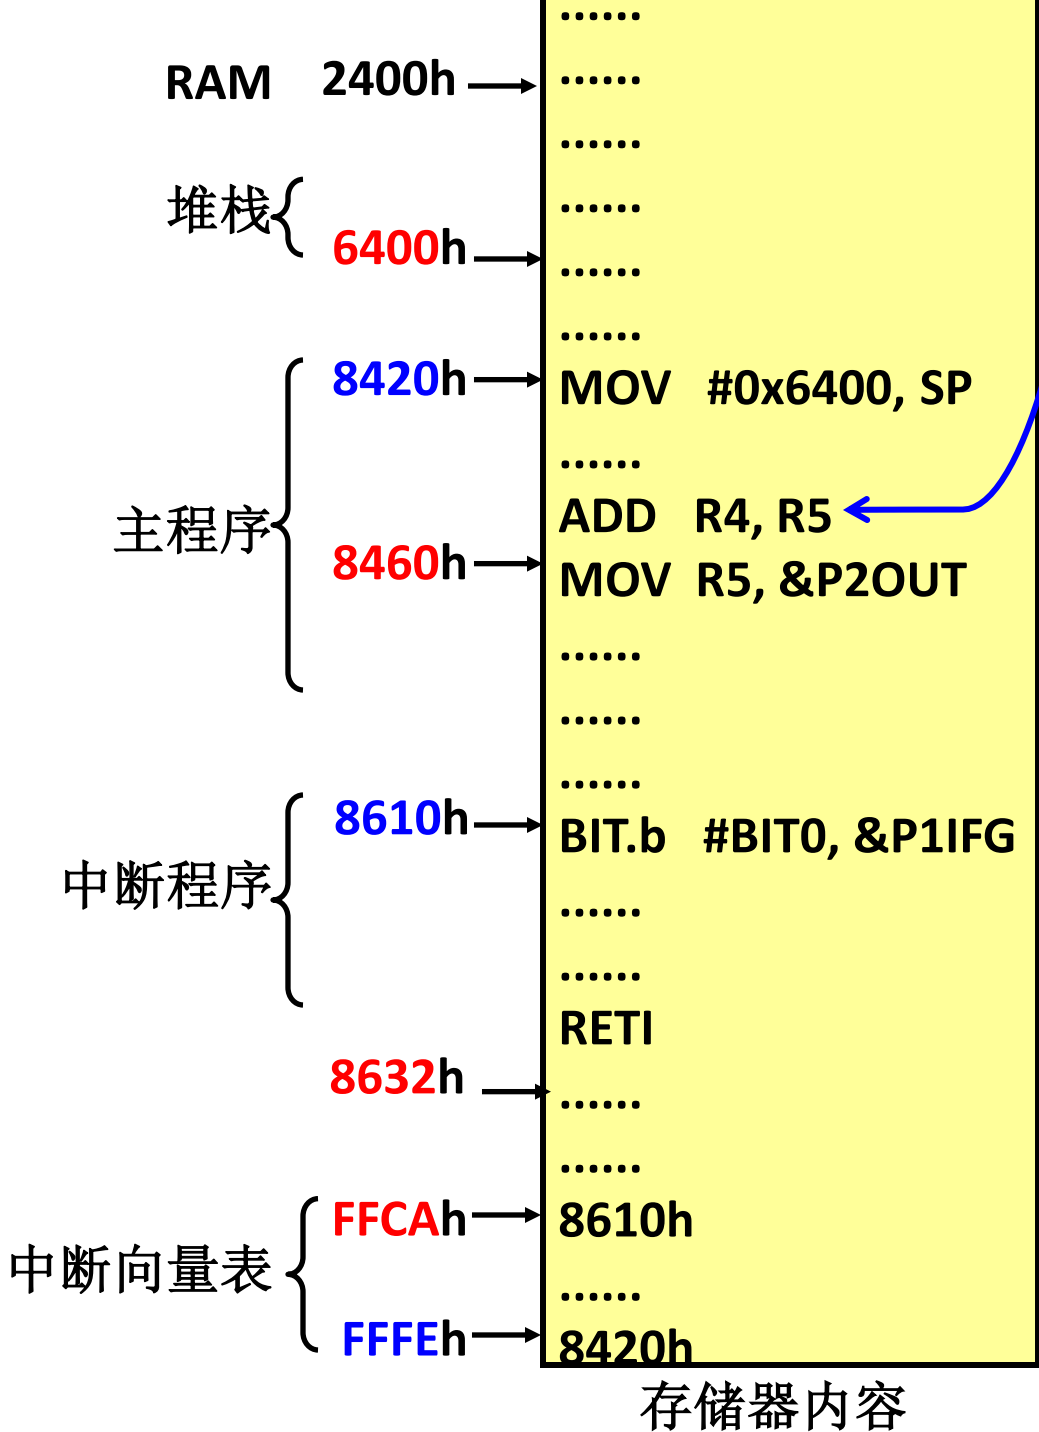 ......
RAM 2400h ......
......
堆栈 ......
6400h ......
......
8420h MOV #0x6400, SP
......
主程序 ADD R4, R5
8460h MOV R5, &P2OUT
......
......
......
8610h BIT.b #BIT0, &P1IFG
中断程序 ......
......
RETI
8632h ......
......
FFCAh 8610h
中断向量表 ......
FFFEh 8420h
存储器内容